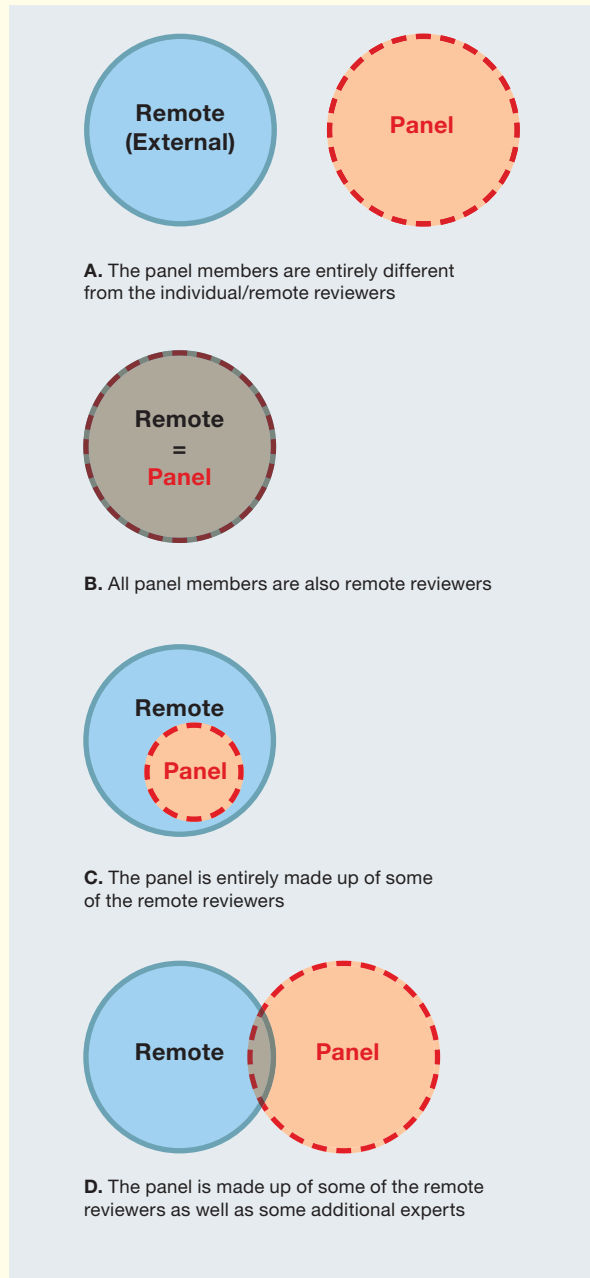 Remote
(External)
Panel
A. The panel members are entirely different
from the individual/remote reviewers
Remote
=
Panel
B. All panel members are also remote reviewers
Remote
Panel
C. The panel is entirely made up of some
of the remote reviewers
Remote
Panel
D. The panel is made up of some of the remote
reviewers as well as some additional experts